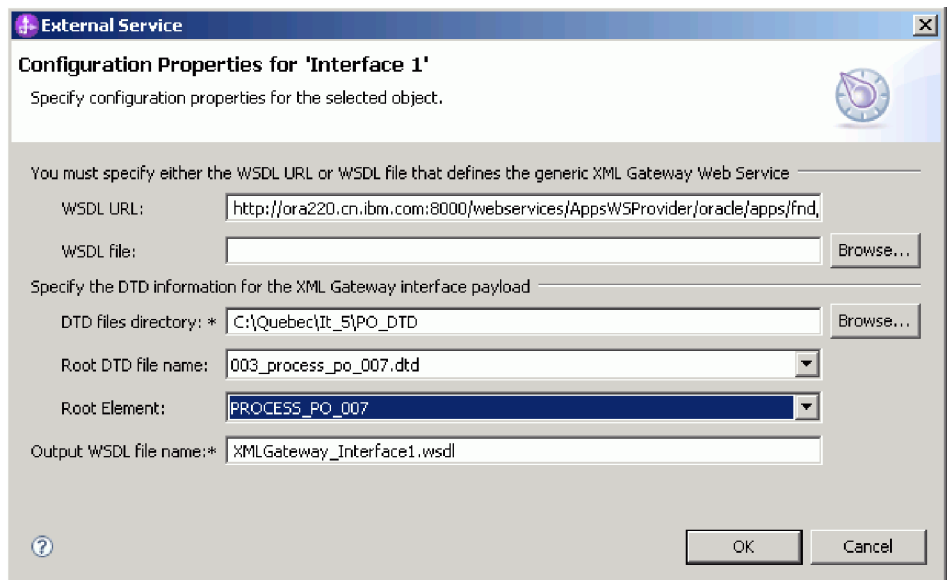 External Service
Configuration Properties for 'Interface 1'
Specify configuration properties for the selected object.
You must specify either the WSDL URL or WSDL file that defines the generic XML Gateway Web Service
WSDL URL: http://ora220.cn.ibm.com:8000/webservices/AppsWSProvider/oracle/apps/fnd,
WSDL file: Browse...
Specify the DTD information for the XML Gateway interface payload
DTD files directory: * C:\Quebec\It_5\PO_DTD Browse...
Root DTD file name: 003_process_po_007.dtd
Root Element: PROCESS_PO_007
Output WSDL file name:* XMLGateway_Interface1.wsdl
? OK Cancel